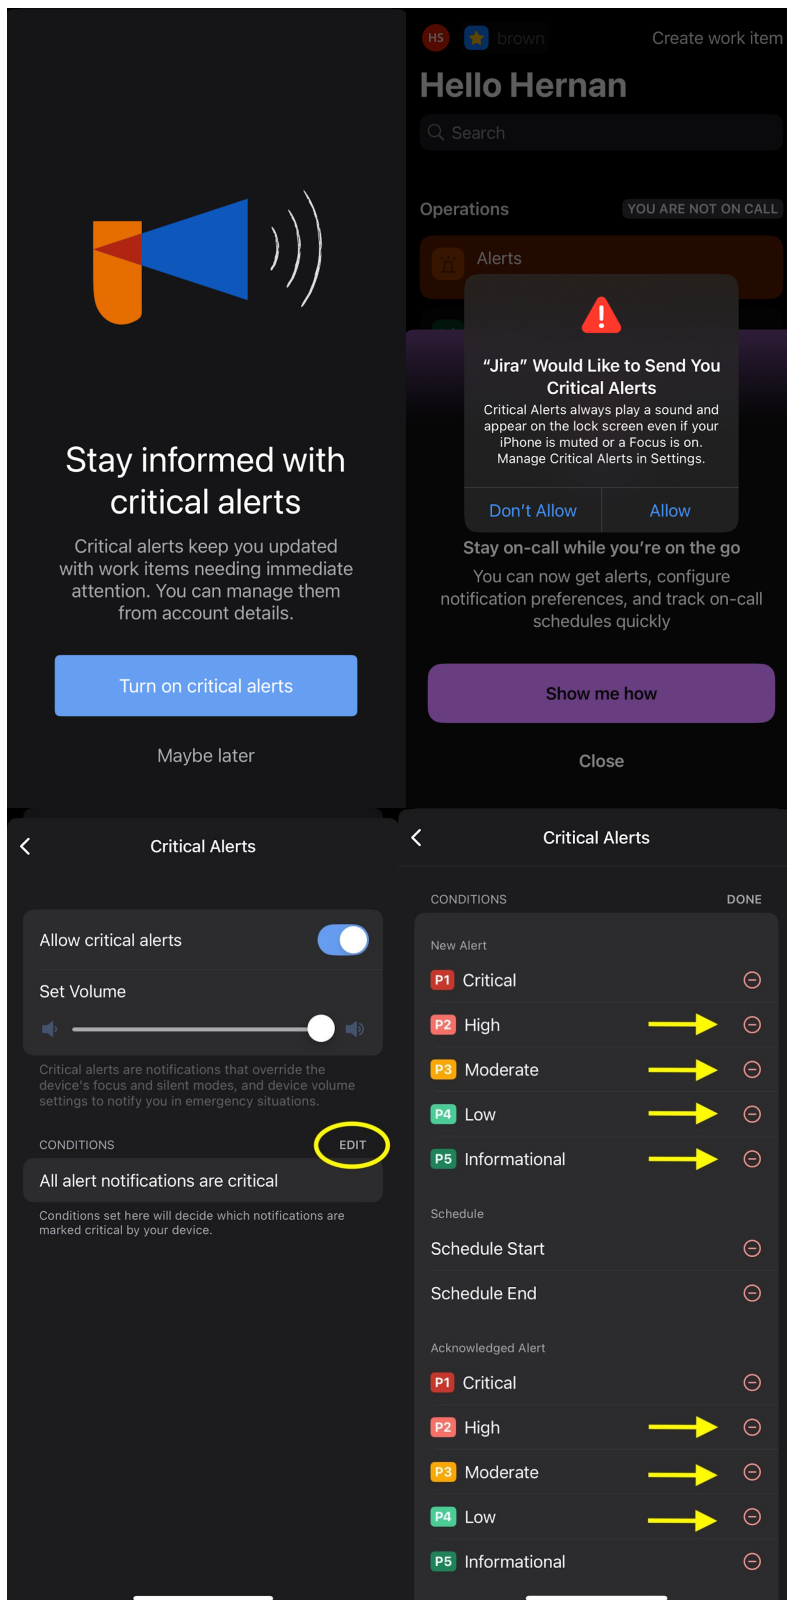 Stay informed with
critical alerts
Critical alerts keep you updated
with work items needing immediate
attention. You can manage them
from account details.
Turn on critical alerts
Maybe later
HS
brown
Create work item
Hello Hernan
Search
Operations
YOU ARE NOT ON CALL
Alerts
“Jira” Would Like to Send You
Critical Alerts
Critical Alerts always play a sound and
appear on the lock screen even if your
iPhone is muted or a Focus is on.
Manage Critical Alerts in Settings.
Don’t Allow
Allow
Stay on-call while you’re on the go
You can now get alerts, configure
notification preferences, and track on-call
schedules quickly
Show me how
Close
Critical Alerts
Allow critical alerts
Set Volume
Critical alerts are notifications that override the
device's focus and silent modes, and device volume
settings to notify you in emergency situations.
CONDITIONS
EDIT
All alert notifications are critical
Conditions set here will decide which notifications are
marked critical by your device.
Critical Alerts
CONDITIONS
DONE
New Alert
P1 Critical
P2 High
P3 Moderate
P4 Low
P5 Informational
Schedule
Schedule Start
Schedule End
Acknowledged Alert
P1 Critical
P2 High
P3 Moderate
P4 Low
P5 Informational